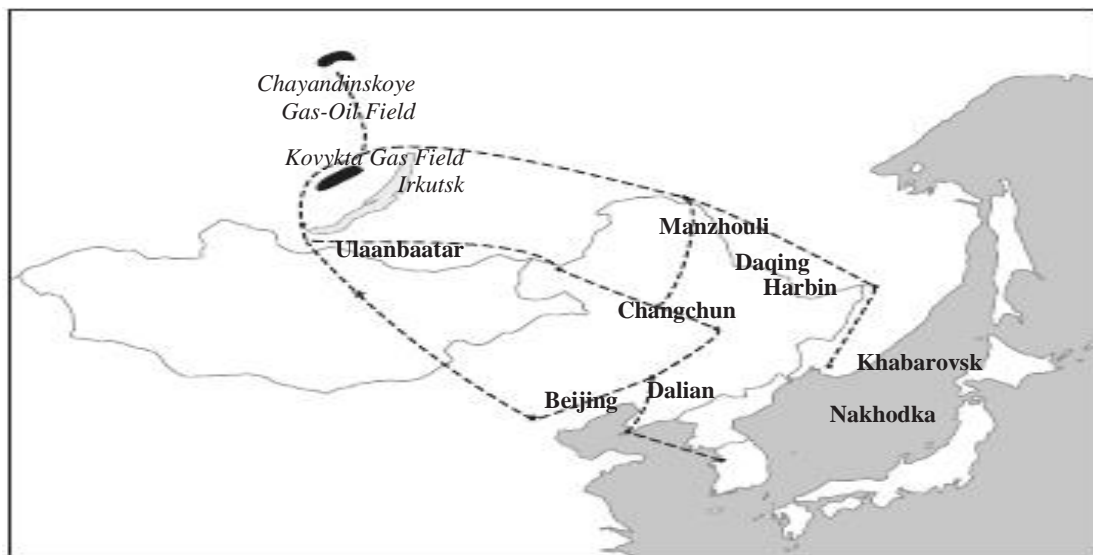 Chayandinskoye
Gas-Oil Field
Kovykta Gas Field
Irkutsk
Manzhouli
Ulaanbaatar
Daqing
Harbin
Changchun
Khabarovsk
Beijing
Dalian
Nakhodka